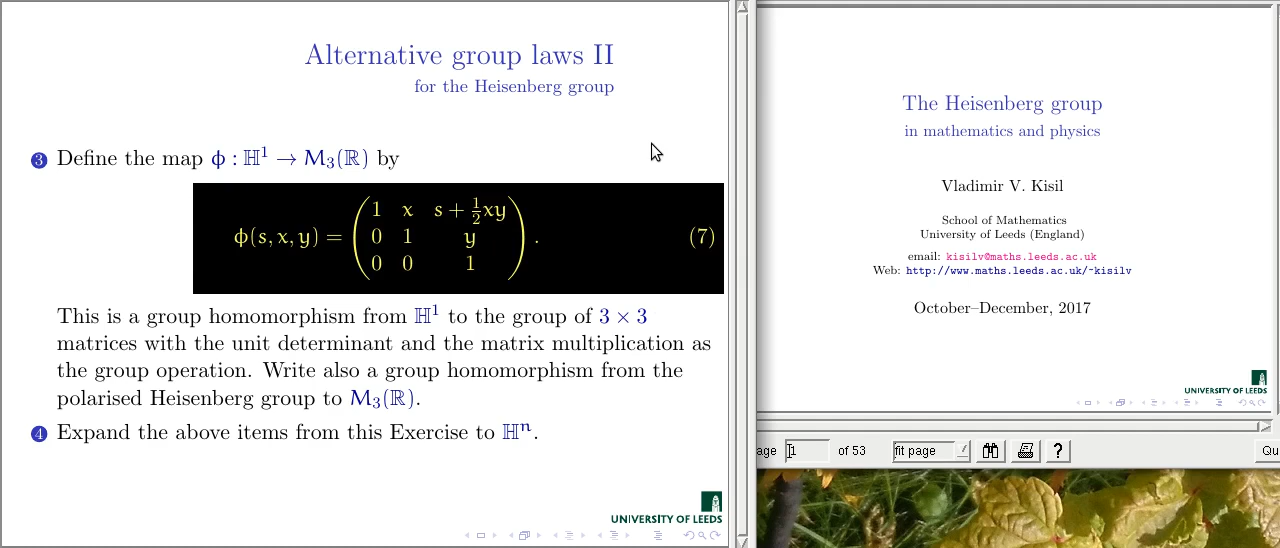 Alternative group laws II
for the Heisenberg group
3 Define the map ϕ : ℍ¹ → M₃(ℝ) by
ϕ(s, x, y) = ( 1 x s + ½xy
0 1 y
0 0 1 ) . (7)
This is a group homomorphism from ℍ¹ to the group of 3 × 3
matrices with the unit determinant and the matrix multiplication as
the group operation. Write also a group homomorphism from the
polarised Heisenberg group to M₃(ℝ).
4 Expand the above items from this Exercise to ℍⁿ.
UNIVERSITY OF LEEDS
The Heisenberg group
in mathematics and physics
Vladimir V. Kisil
School of Mathematics
University of Leeds (England)
email: kisilv@maths.leeds.ac.uk
Web: http://www.maths.leeds.ac.uk/~kisilv
October–December, 2017
UNIVERSITY OF LEEDS
age 1 of 53 fit page ? Qu